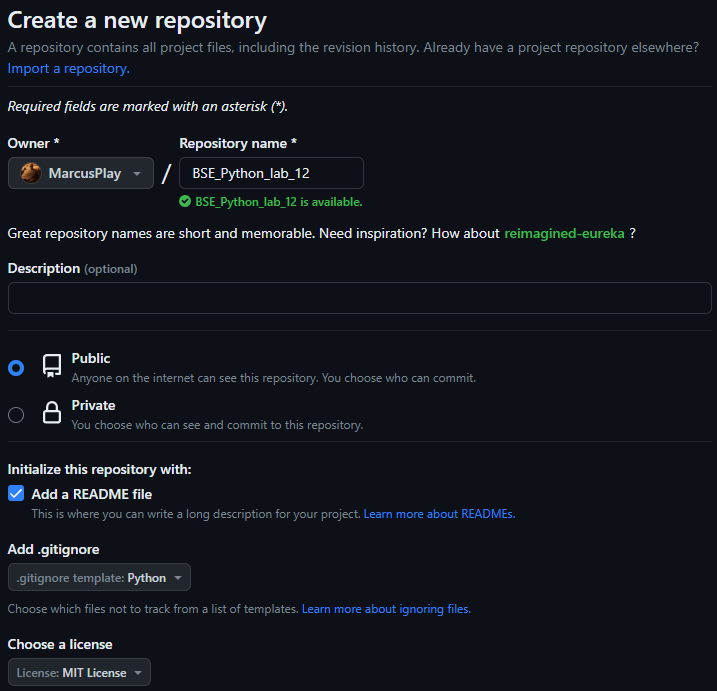 Create a new repository
A repository contains all project files, including the revision history. Already have a project repository elsewhere?
Import a repository.
Required fields are marked with an asterisk (*).
Owner *
Repository name *
MarcusPlay
/
BSE_Python_lab_12
BSE_Python_lab_12 is available.
Great repository names are short and memorable. Need inspiration? How about reimagined-eureka ?
Description (optional)
Public
Anyone on the internet can see this repository. You choose who can commit.
Private
You choose who can see and commit to this repository.
Initialize this repository with:
Add a README file
This is where you can write a long description for your project. Learn more about READMEs.
Add .gitignore
.gitignore template: Python
Choose which files not to track from a list of templates. Learn more about ignoring files.
Choose a license
License: MIT License